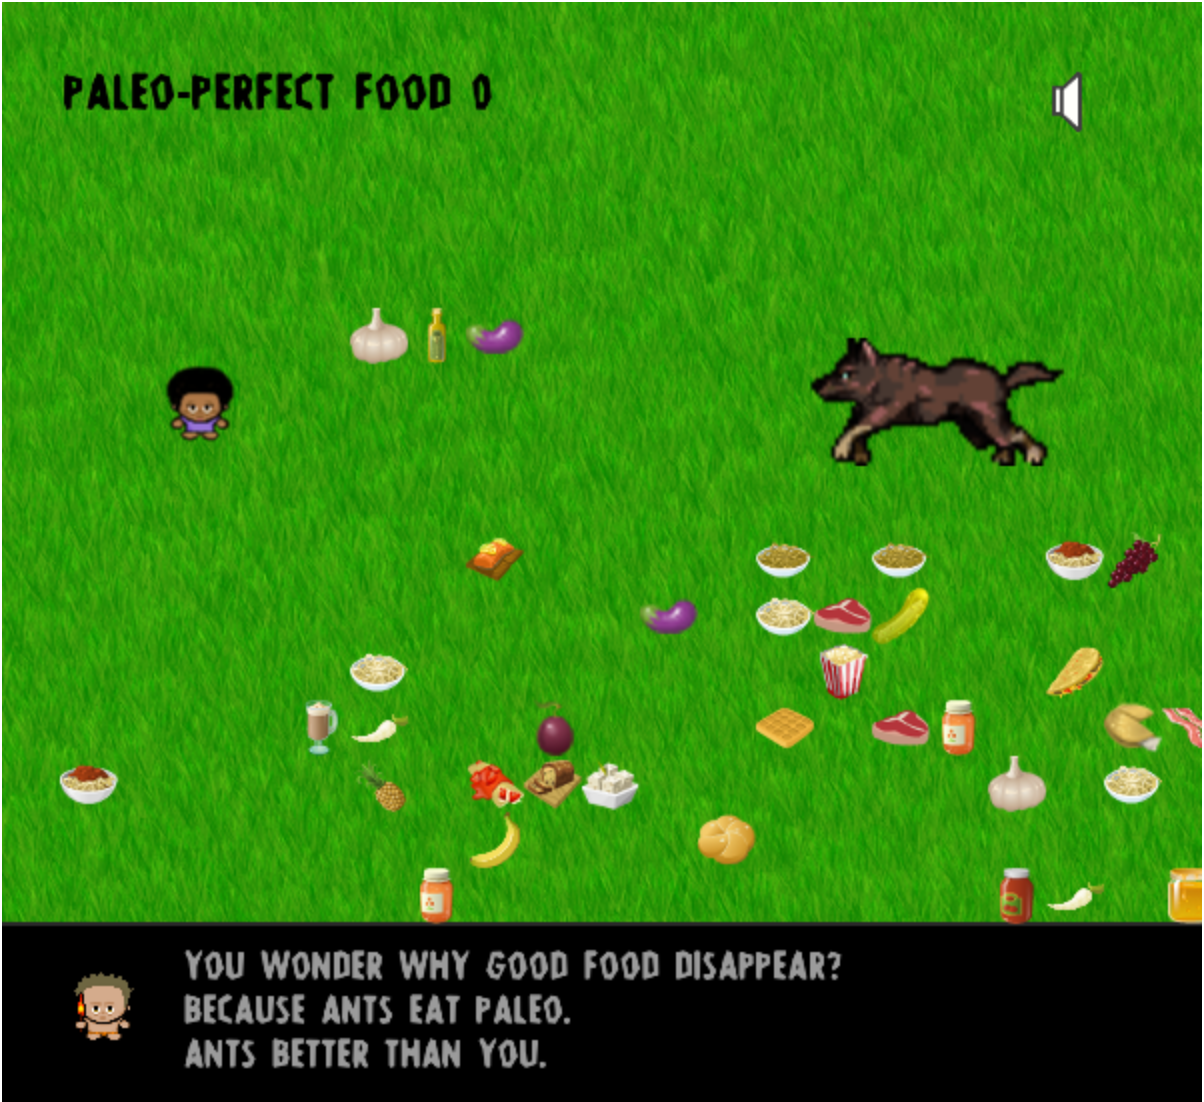 PALEO-PERFECT FOOD 0
YOU WONDER WHY GOOD FOOD DISAPPEAR?
BECAUSE ANTS EAT PALEO.
ANTS BETTER THAN YOU.